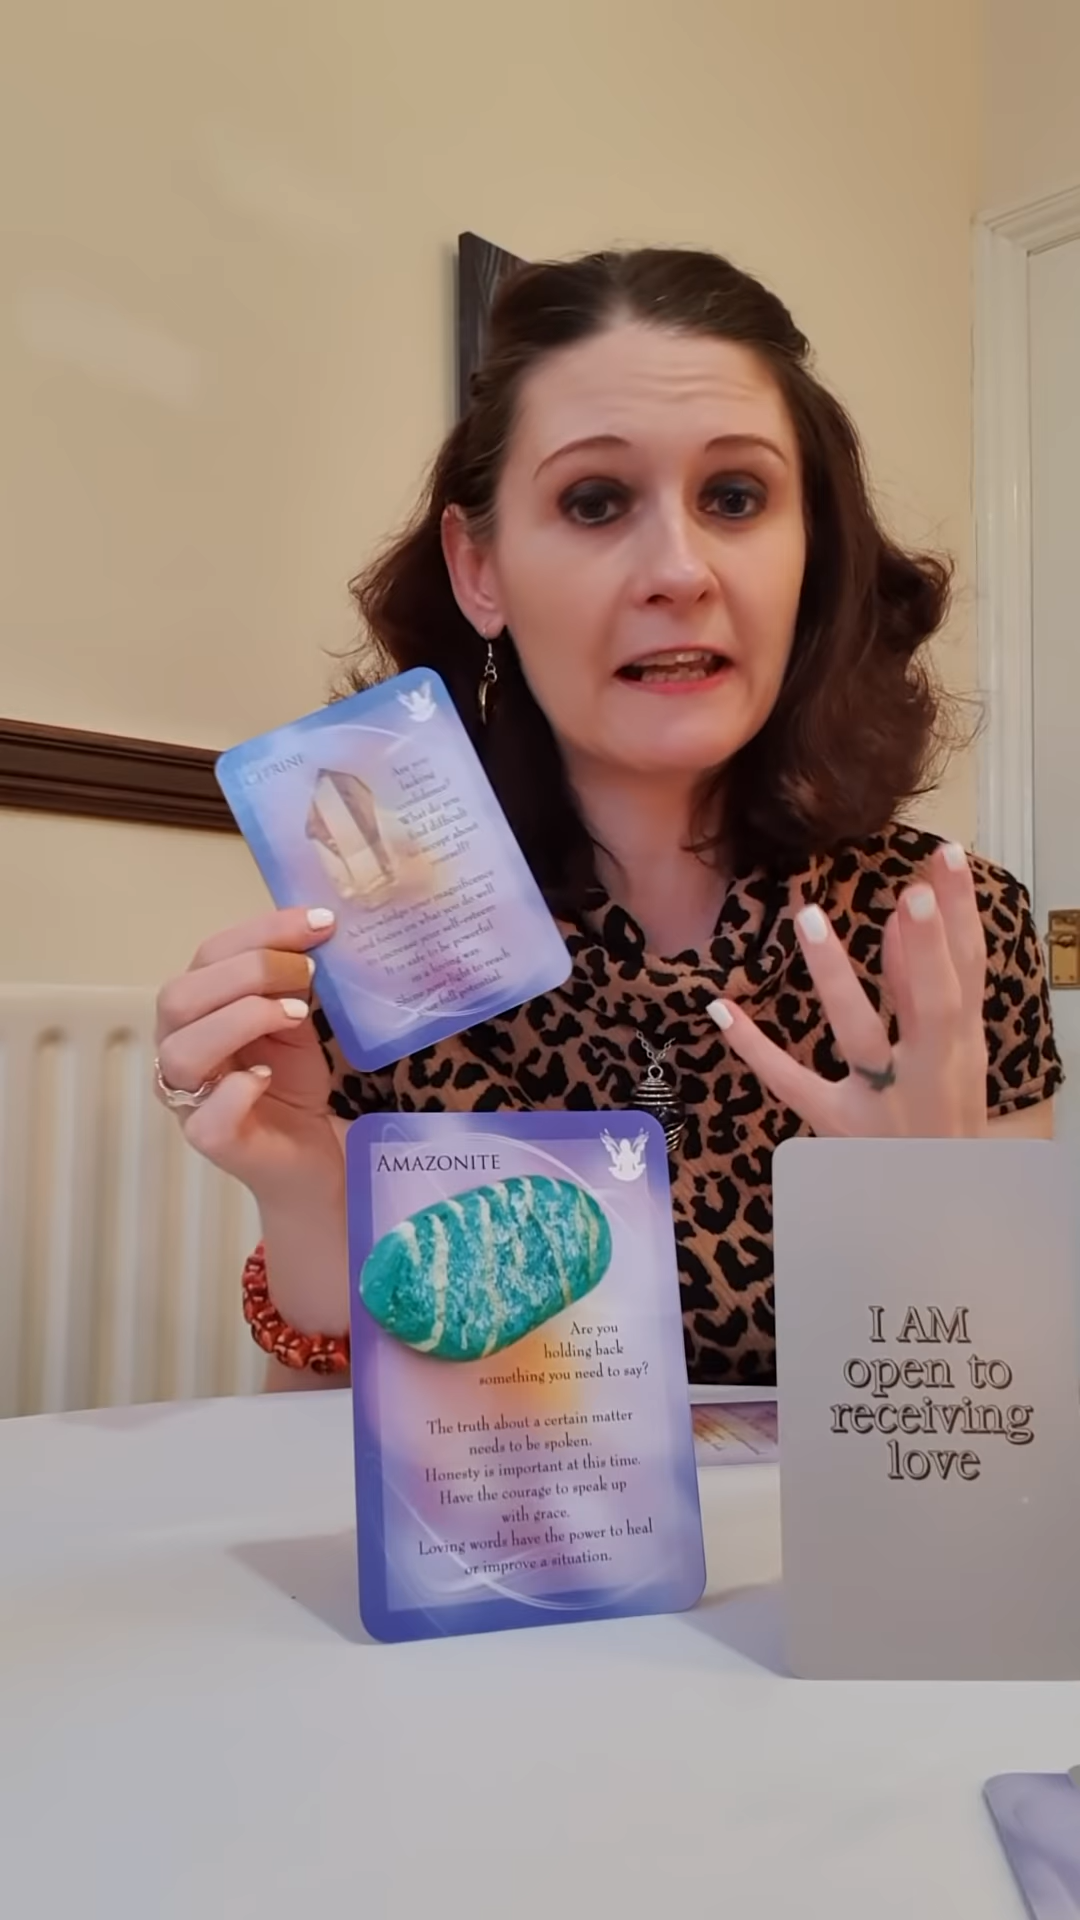 CITRINE
Are you
lacking
confidence?
What do you
find difficult
to accept about
yourself?
Acknowledge your magnificence
and focus on what you do well
to increase your self-esteem
It is safe to be powerful
in a loving way.
Shine your light to reach
your full potential.
AMAZONITE
Are you
holding back
something you need to say?
The truth about a certain matter
needs to be spoken.
Honesty is important at this time.
Have the courage to speak up
with grace.
Loving words have the power to heal
or improve a situation.
I AM
open to
receiving
love